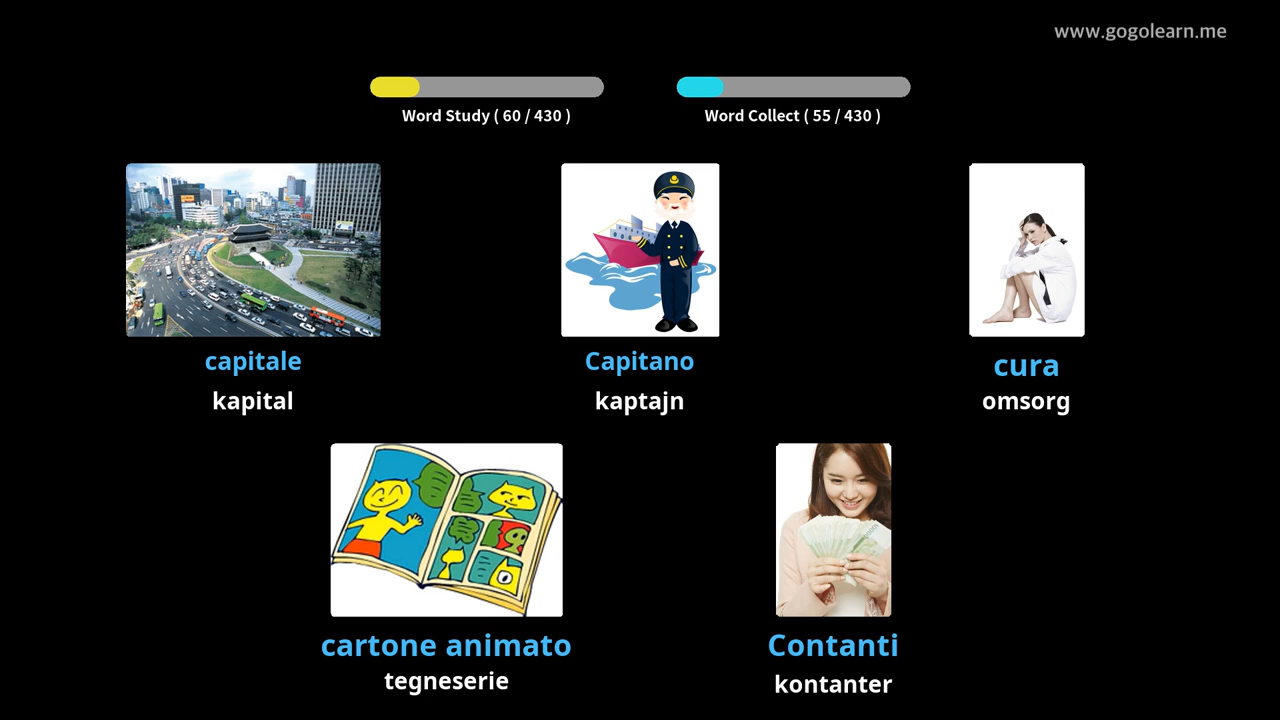 www.gogolearn.me
Word Study ( 60 / 430 )
Word Collect ( 55 / 430 )
capitale
kapital
Capitano
kaptajn
cura
omsorg
cartone animato
tegneserie
Contanti
kontanter